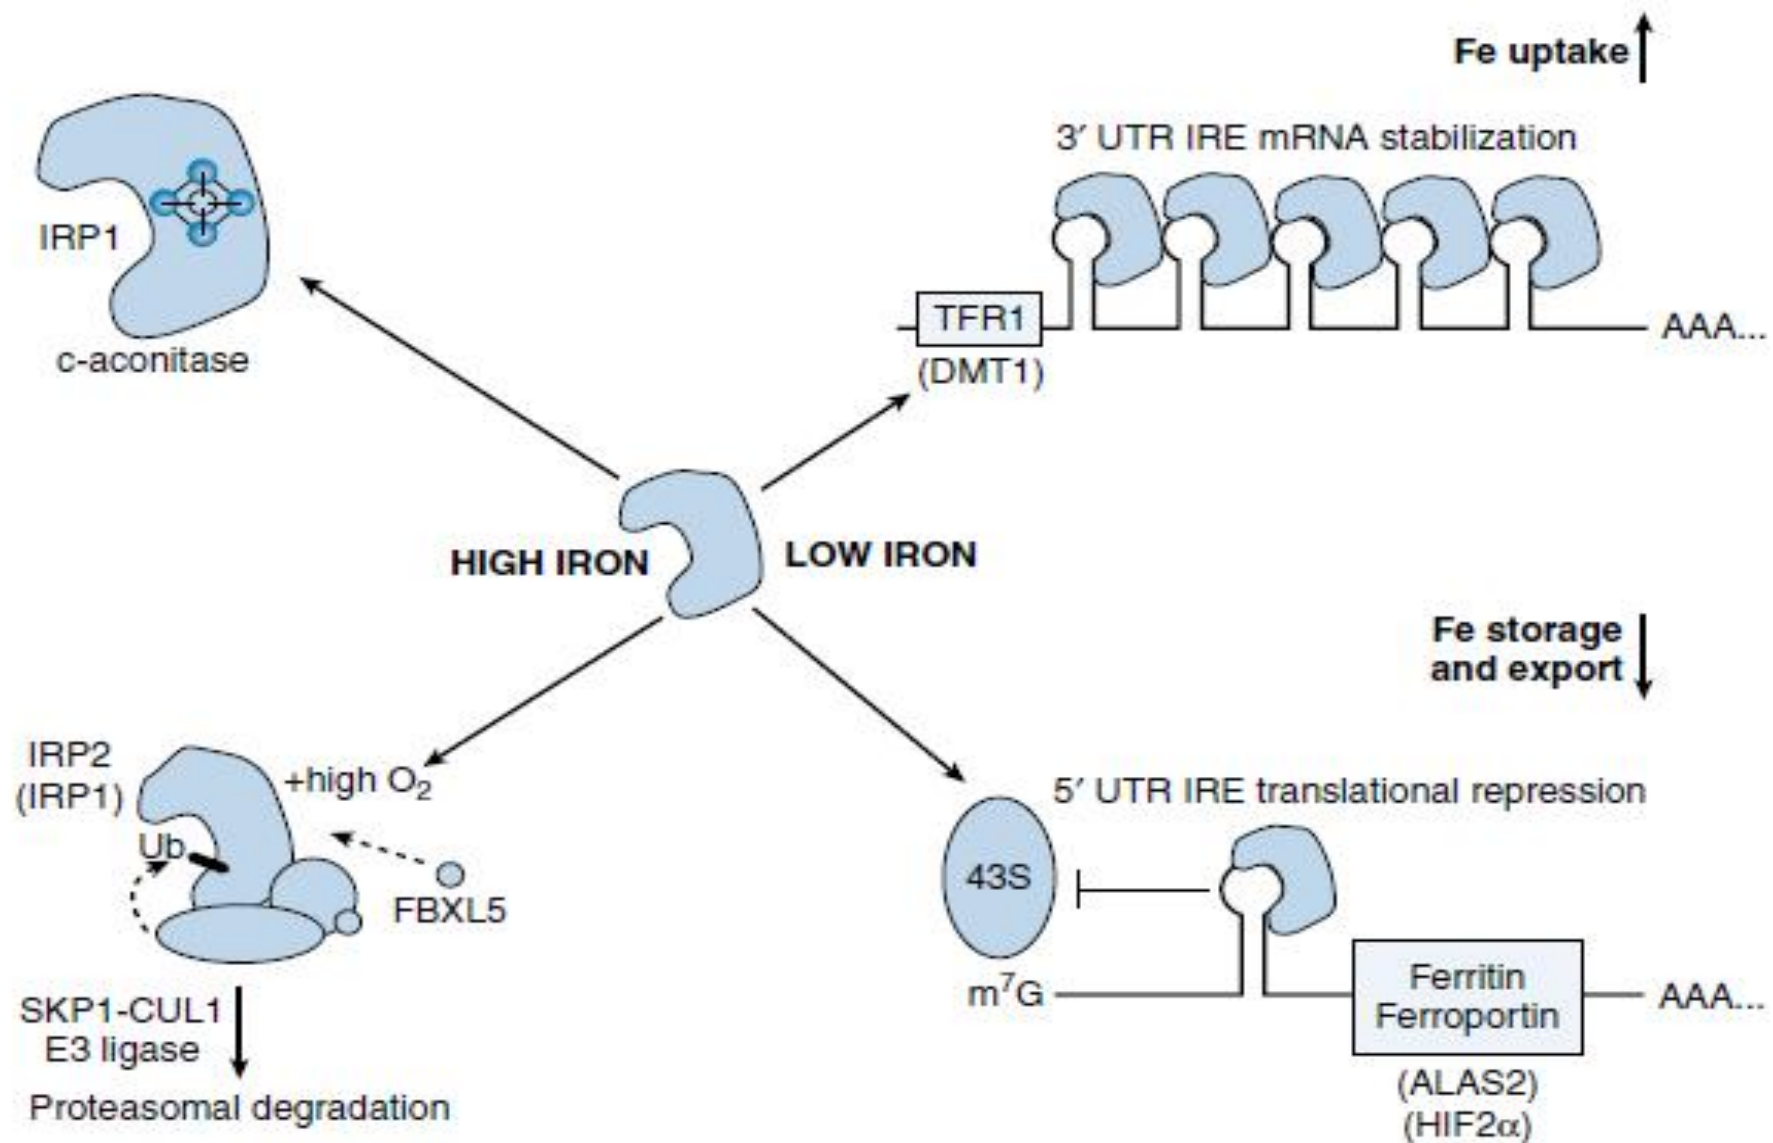 Fe uptake
3′ UTR IRE mRNA stabilization
IRP1
c-aconitase
TFR1
(DMT1)
AAA...
HIGH IRON
LOW IRON
Fe storage
and export
IRP2
(IRP1)
+high O₂
Ub
FBXL5
SKP1-CUL1
E3 ligase
Proteasomal degradation
5′ UTR IRE translational repression
43S
m⁷G
Ferritin
Ferroportin
AAA...
(ALAS2)
(HIF2α)